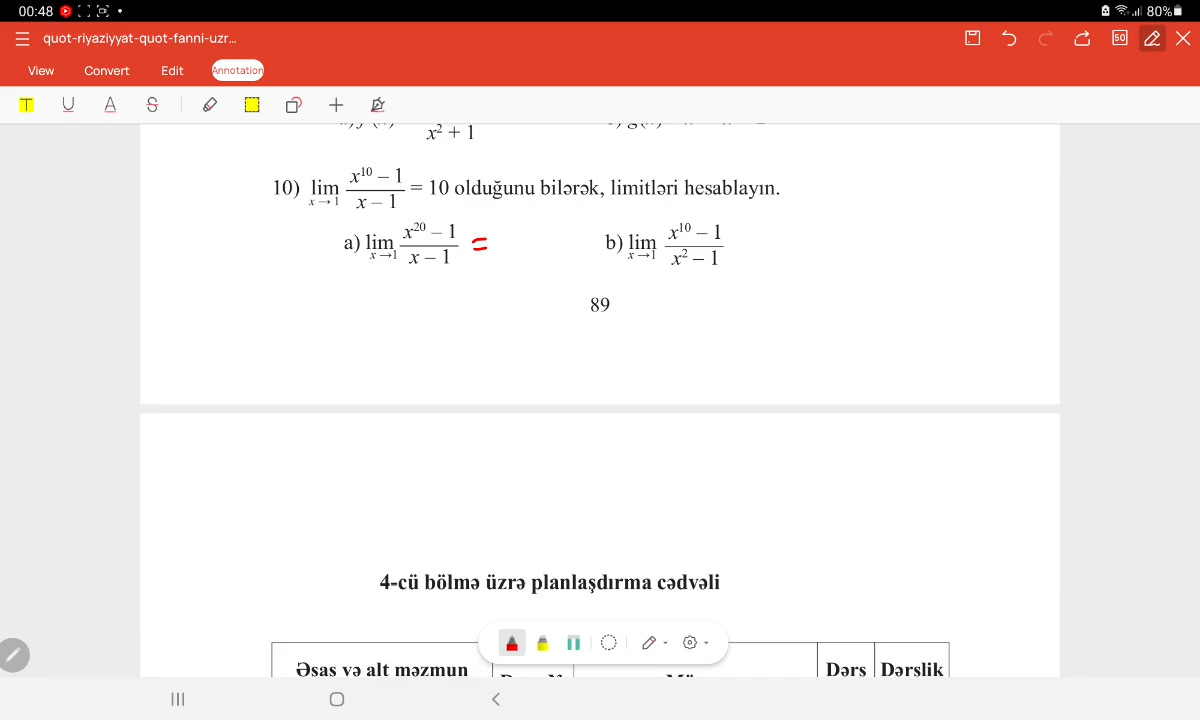 00:48 80%
quot-riyaziyyat-quot-fanni-uzr... 50
View Convert Edit Annotation
T U A S
x² + 1
10) lim x→1 (x¹⁰ – 1)/(x – 1) = 10 olduğunu bilərək, limitləri hesablayın.
a) lim x→1 (x²⁰ – 1)/(x – 1) = b) lim x→1 (x¹⁰ – 1)/(x² – 1)
89
4-cü bölmə üzrə planlaşdırma cədvəli
Əsas və alt məzmun Dərs Dərslik